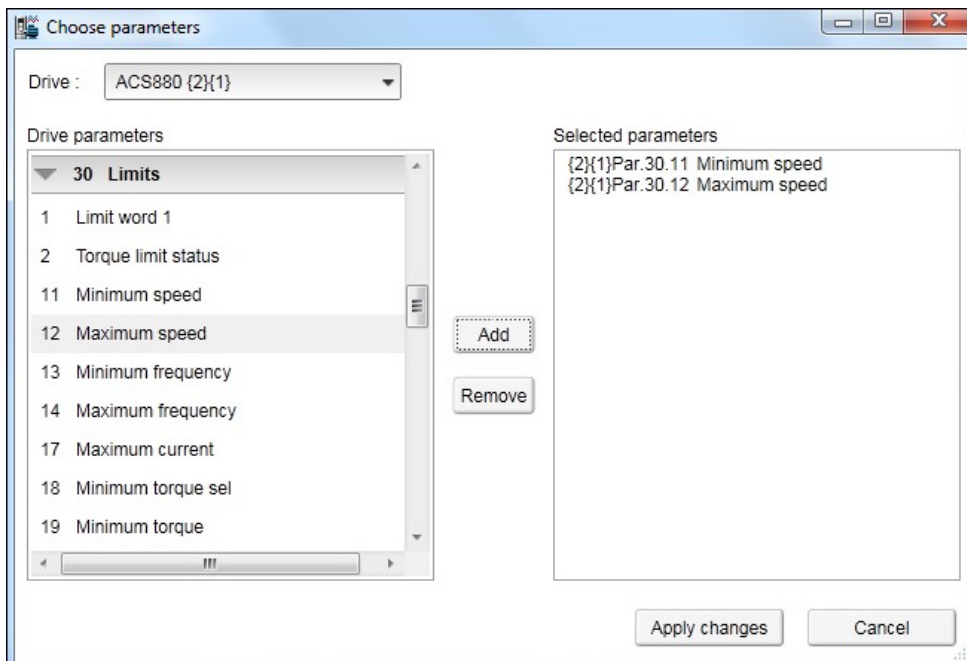 Choose parameters
Drive : ACS880 {2}{1}
Drive parameters
30 Limits
1 Limit word 1
2 Torque limit status
11 Minimum speed
12 Maximum speed
13 Minimum frequency
14 Maximum frequency
17 Maximum current
18 Minimum torque sel
19 Minimum torque
Add
Remove
Selected parameters
{2}{1}Par.30.11 Minimum speed
{2}{1}Par.30.12 Maximum speed
Apply changes
Cancel